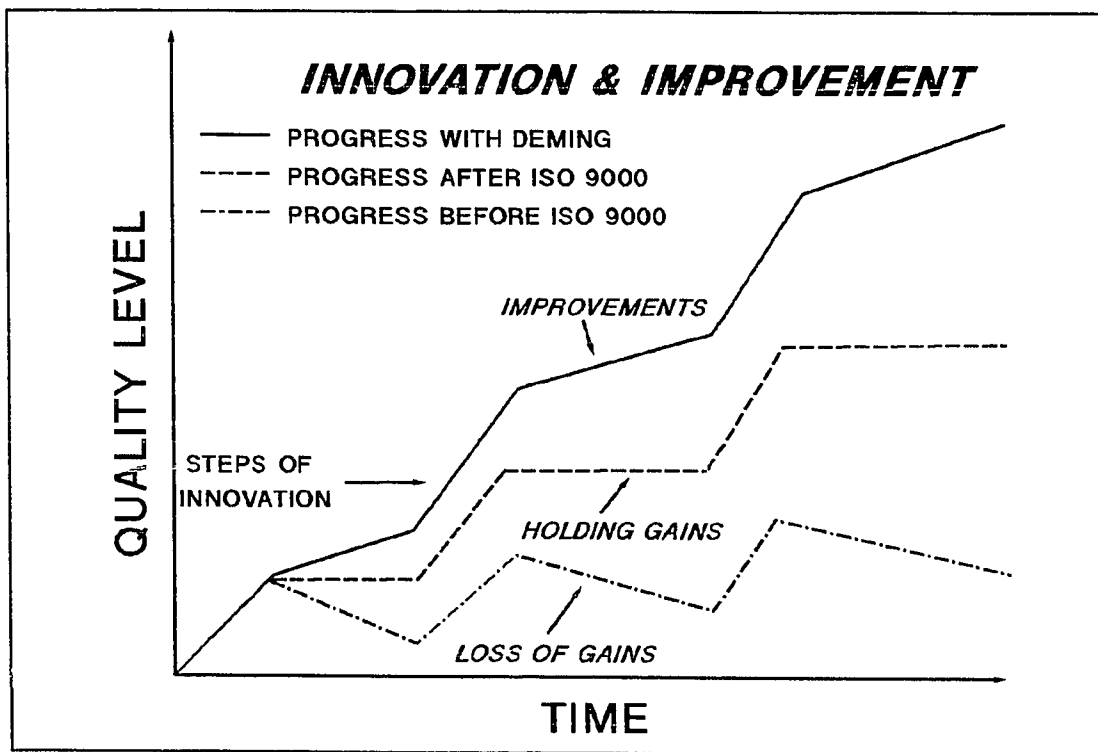 INNOVATION & IMPROVEMENT
PROGRESS WITH DEMING
PROGRESS AFTER ISO 9000
PROGRESS BEFORE ISO 9000
QUALITY LEVEL
IMPROVEMENTS
STEPS OF
INNOVATION
HOLDING GAINS
LOSS OF GAINS
TIME